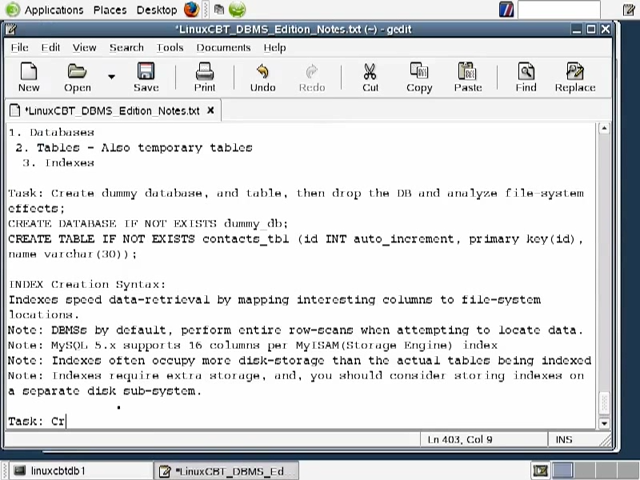 Applications Places Desktop
*LinuxCBT_DBMS_Edition_Notes.txt (~) - gedit
File Edit View Search Tools Documents Help
New Open Save Print Undo Redo Cut Copy Paste Find Replace
*LinuxCBT_DBMS_Edition_Notes.txt
1. Databases
2. Tables - Also temporary tables
3. Indexes
Task: Create dummy database, and table, then drop the DB and analyze file-system
effects;
CREATE DATABASE IF NOT EXISTS dummy_db;
CREATE TABLE IF NOT EXISTS contacts_tbl (id INT auto_increment, primary key(id),
name varchar(30));
INDEX Creation Syntax:
Indexes speed data-retrieval by mapping interesting columns to file-system
locations.
Note: DBMSs by default, perform entire row-scans when attempting to locate data.
Note: MySQL 5.x supports 16 columns per MyISAM(Storage Engine) index
Note: Indexes often occupy more disk-storage than the actual tables being indexed
Note: Indexes require extra storage, and, you should consider storing indexes on
a separate disk sub-system.
Task: Cr
Ln 403, Col 9 INS
linuxcbtdb1 *LinuxCBT_DBMS_Ed...